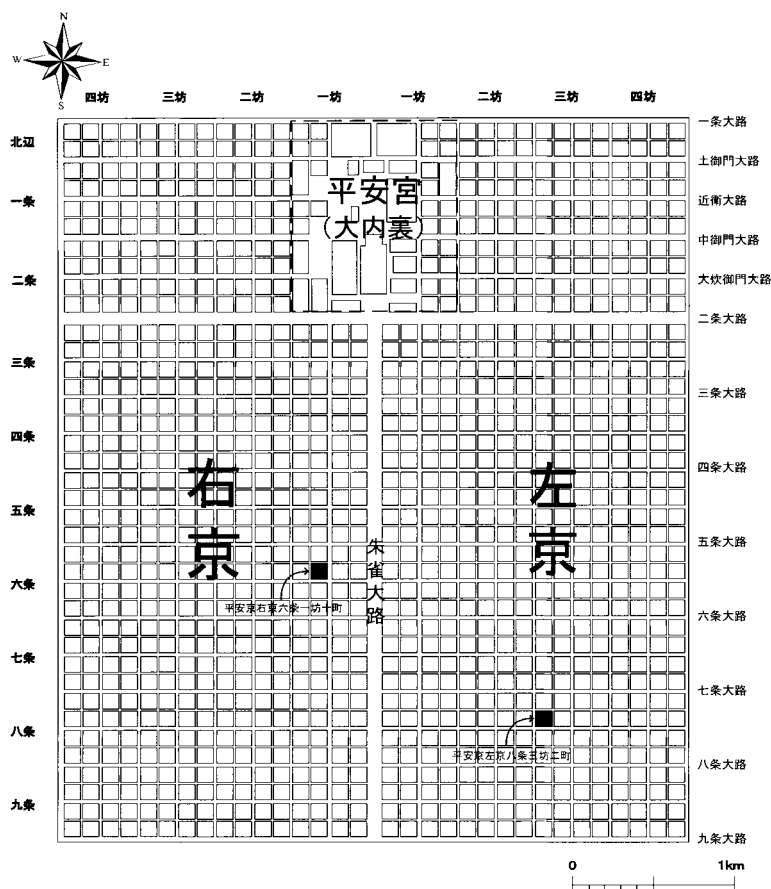 N
W
E
S
四坊 三坊 二坊 一坊 一坊 二坊 三坊 四坊
一条大路
北辺
土御門大路
一条
近衛大路
平安宮
(大内裏)
中御門大路
二条
大炊御門大路
二条大路
三条
三条大路
四条
四条大路
右京
左京
五条
五条大路
朱雀大路
六条
平安京右京六条一坊十町
六条大路
七条
七条大路
八条
平安京左京八条三坊二町
八条大路
九条
九条大路
0 1km